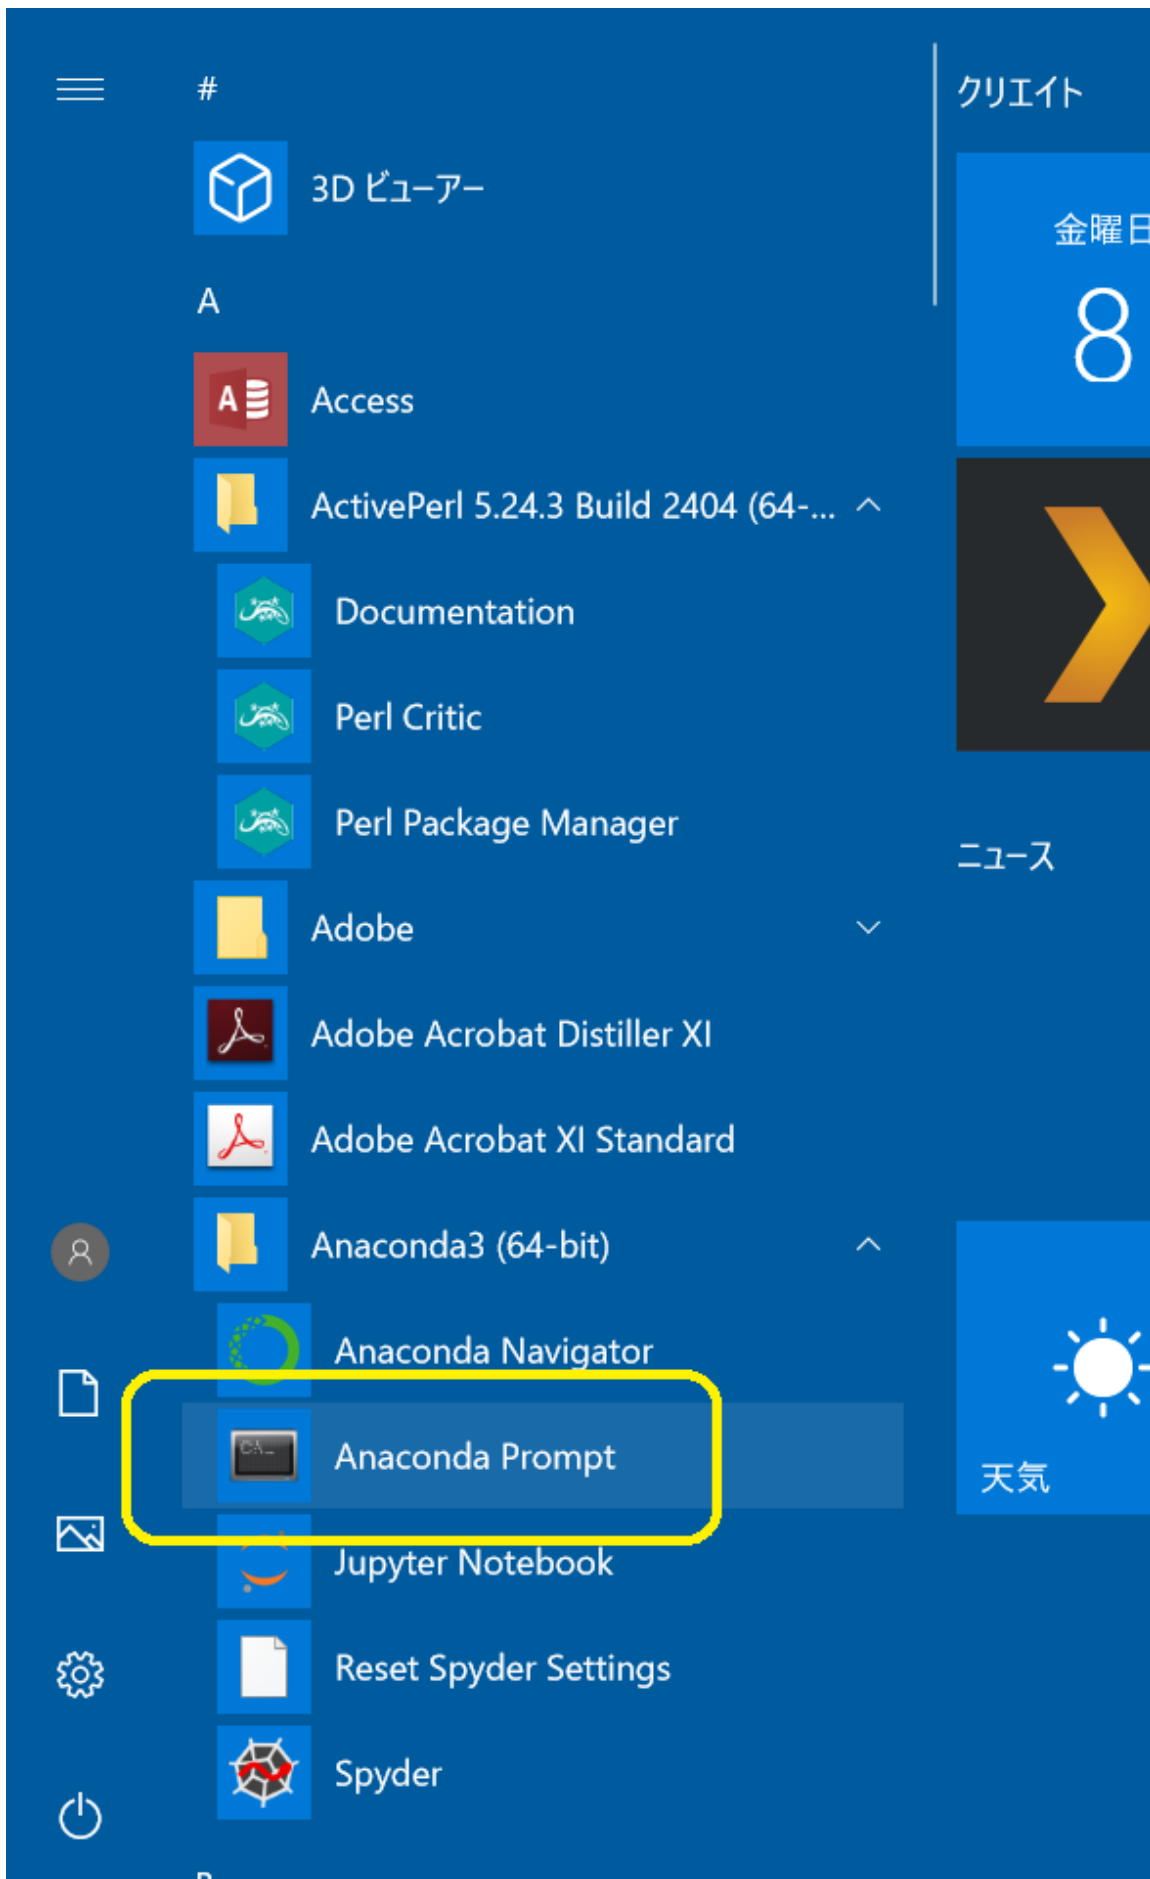 #
3D ビューアー
A
Access
ActivePerl 5.24.3 Build 2404 (64-...
Documentation
Perl Critic
Perl Package Manager
Adobe
Adobe Acrobat Distiller XI
Adobe Acrobat XI Standard
Anaconda3 (64-bit)
Anaconda Navigator
Anaconda Prompt
Jupyter Notebook
Reset Spyder Settings
Spyder
クリエイト
金曜日
8
ニュース
天気